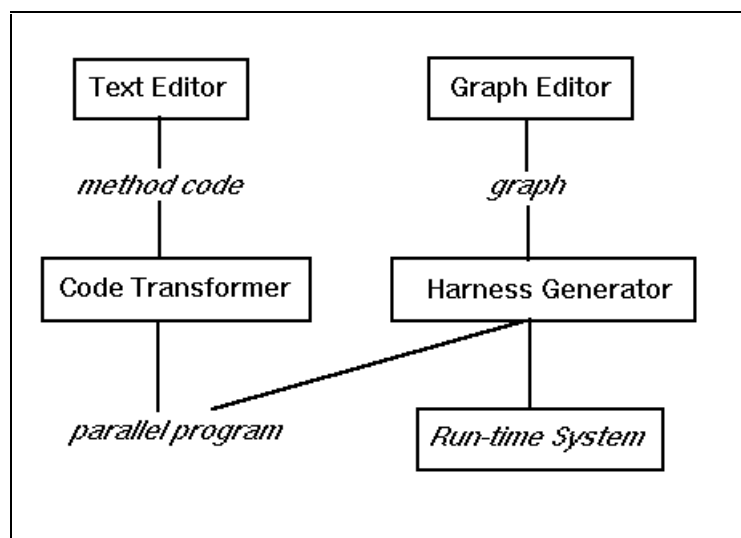 Text Editor
Graph Editor
method code
graph
Code Transformer
Harness Generator
parallel program
Run-time System